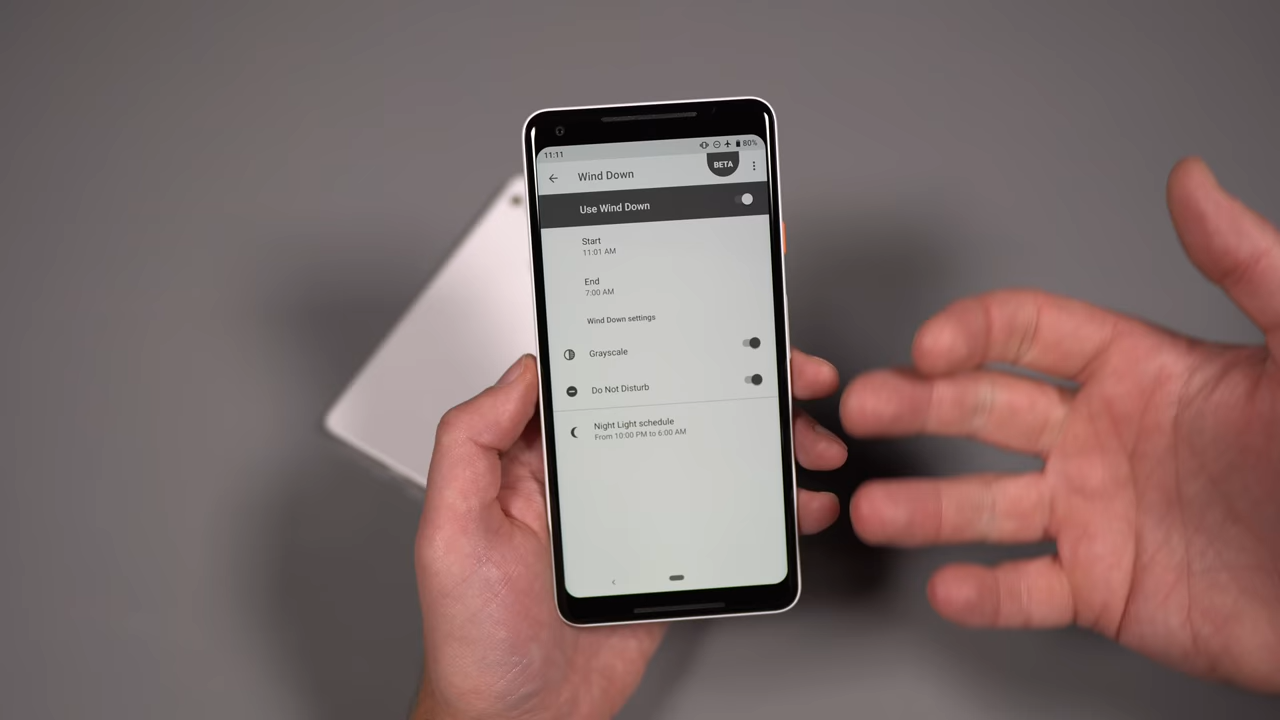 11:11
80%
BETA
Wind Down
Use Wind Down
Start
11:01 AM
End
7:00 AM
Wind Down settings
Grayscale
Do Not Disturb
Night Light schedule
From 10:00 PM to 6:00 AM